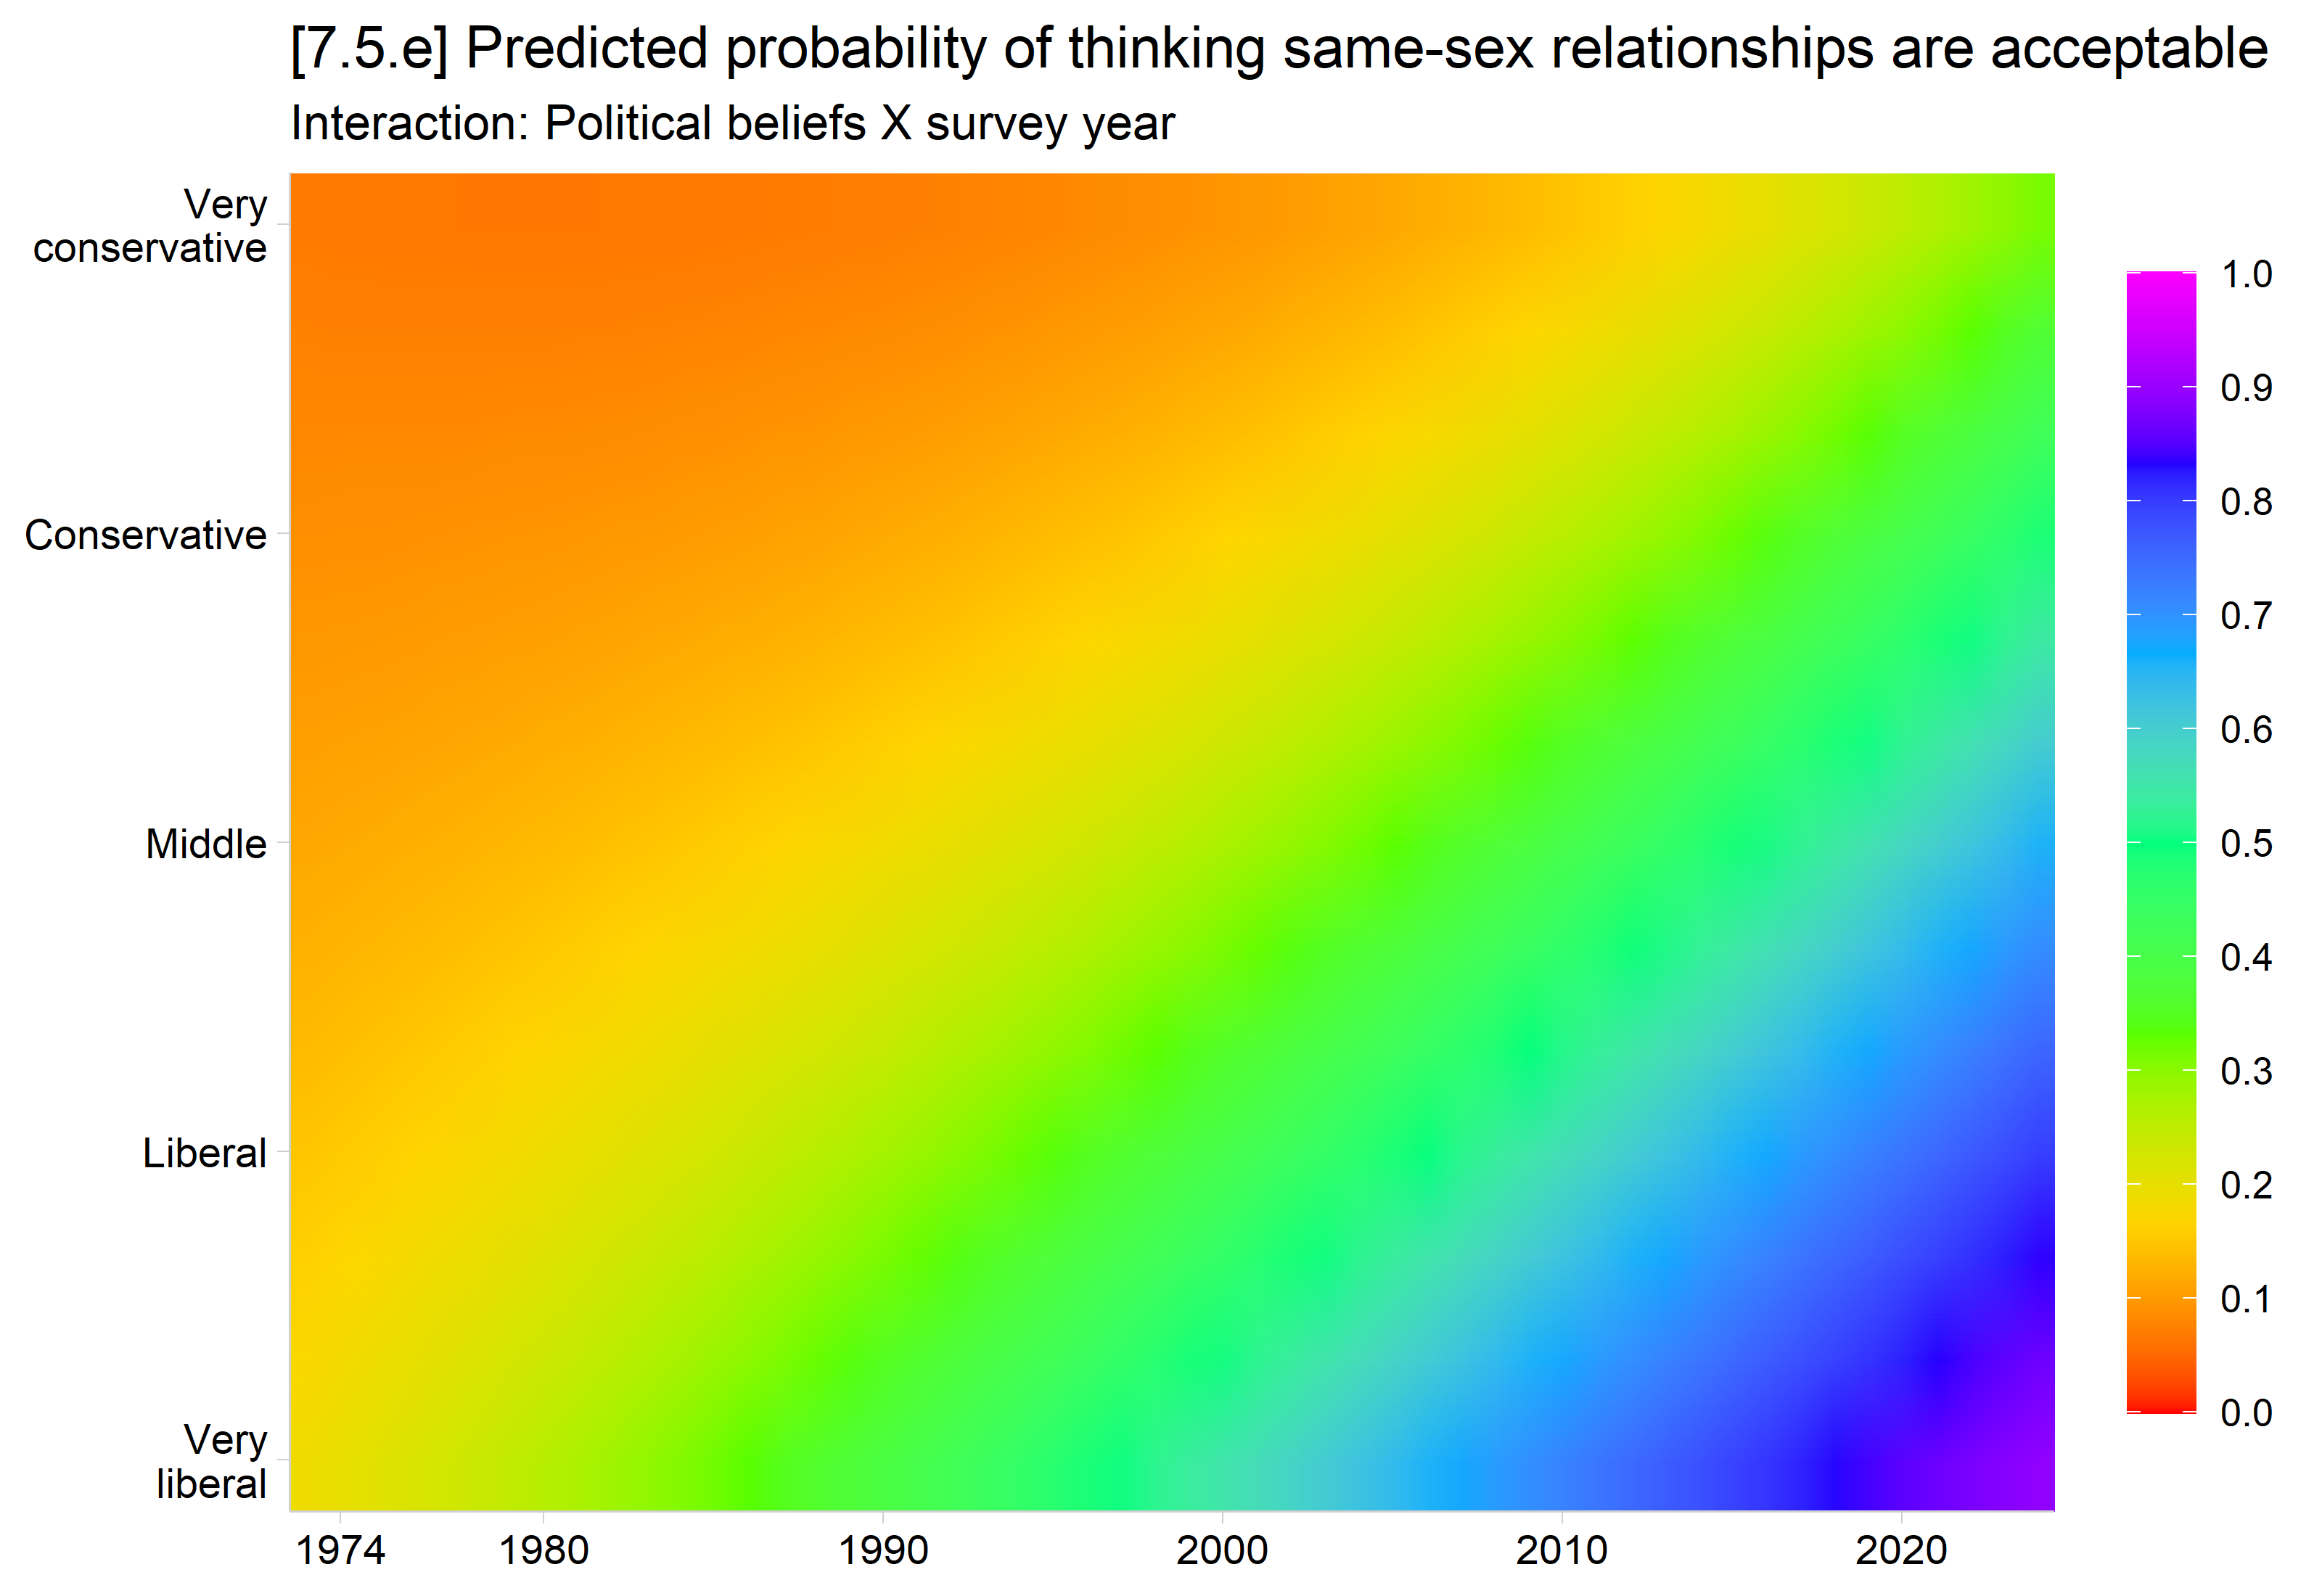 [7.5.e] Predicted probability of thinking same-sex relationships are acceptable
Interaction: Political beliefs X survey year
Very
conservative
Conservative
Middle
Liberal
Very
liberal
1974 1980 1990 2000 2010 2020
1.0
0.9
0.8
0.7
0.6
0.5
0.4
0.3
0.2
0.1
0.0